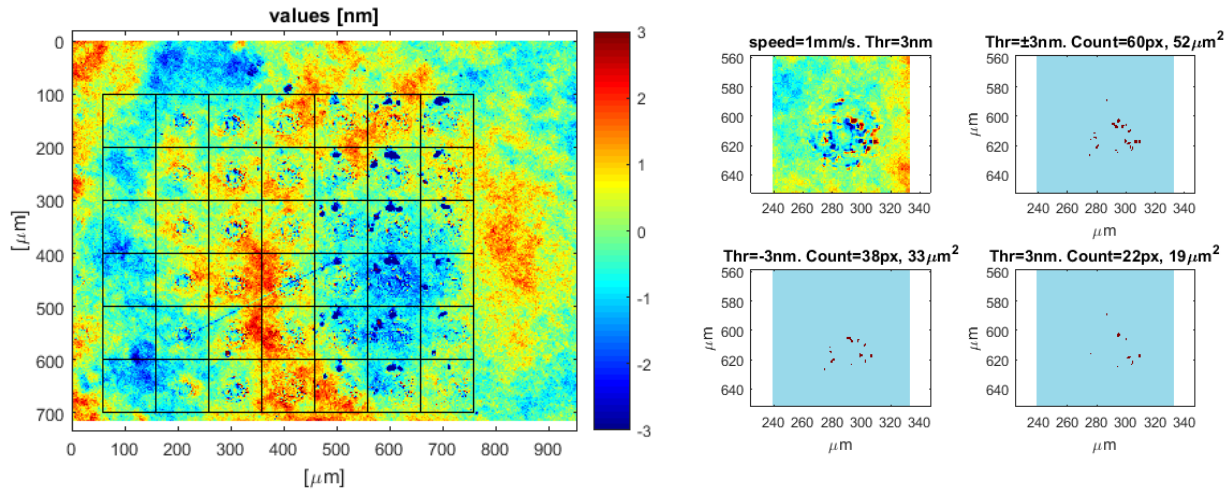 values [nm]
0
100
200
300
400
500
600
700
[μm]
0 100 200 300 400 500 600 700 800 900
[μm]
3
2
1
0
-1
-2
-3
speed=1mm/s. Thr=3nm
560
580
600
620
640
μm
240 260 280 300 320 340
Thr=±3nm. Count=60px, 52μm²
560
580
600
620
640
μm
240 260 280 300 320 340
μm
Thr=-3nm. Count=38px, 33μm²
560
580
600
620
640
μm
240 260 280 300 320 340
μm
Thr=3nm. Count=22px, 19μm²
560
580
600
620
640
μm
240 260 280 300 320 340
μm